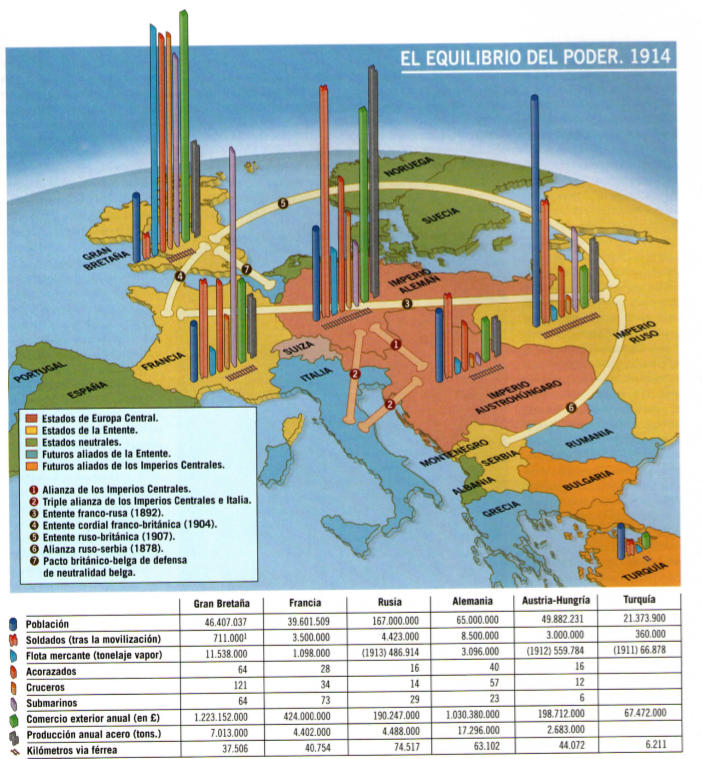 EL EQUILIBRIO DEL PODER. 1914
NORUEGA
SUECIA
GRAN
BRETAÑA
5
4
7
IMPERIO
ALEMÁN
3
IMPERIO
RUSO
FRANCIA
SUIZA
1
PORTUGAL
ESPAÑA
ITALIA
2
2
IMPERIO
AUSTROHÚNGARO
6
RUMANIA
MONTENEGRO
SERBIA
ALBANIA
BULGARIA
GRECIA
TURQUÍA
Estados de Europa Central.
Estados de la Entente.
Estados neutrales.
Futuros aliados de la Entente.
Futuros aliados de los Imperios Centrales.
1 Alianza de los Imperios Centrales.
2 Triple alianza de los Imperios Centrales e Italia.
3 Entente franco-rusa (1892).
4 Entente cordial franco-británica (1904).
5 Entente ruso-británica (1907).
6 Alianza ruso-serbia (1878).
7 Pacto británico-belga de defensa
de neutralidad belga.
Gran Bretaña Francia Rusia Alemania Austria-Hungría Turquía
Población 46.407.037 39.601.509 167.000.000 65.000.000 49.882.231 21.373.900
Soldados (tras la movilización) 711.000¹ 3.500.000 4.423.000 8.500.000 3.000.000 360.000
Flota mercante (tonelaje vapor) 11.538.000 1.098.000 (1913) 486.914 3.096.000 (1912) 559.784 (1911) 66.878
Acorazados 64 28 16 40 16
Cruceros 121 34 14 57 12
Submarinos 64 73 29 23 6
Comercio exterior anual (en £) 1.223.152.000 424.000.000 190.247.000 1.030.380.000 198.712.000 67.472.000
Producción anual acero (tons.) 7.013.000 4.402.000 4.488.000 17.296.000 2.683.000
Kilómetros via férrea 37.506 40.754 74.517 63.102 44.072 6.211